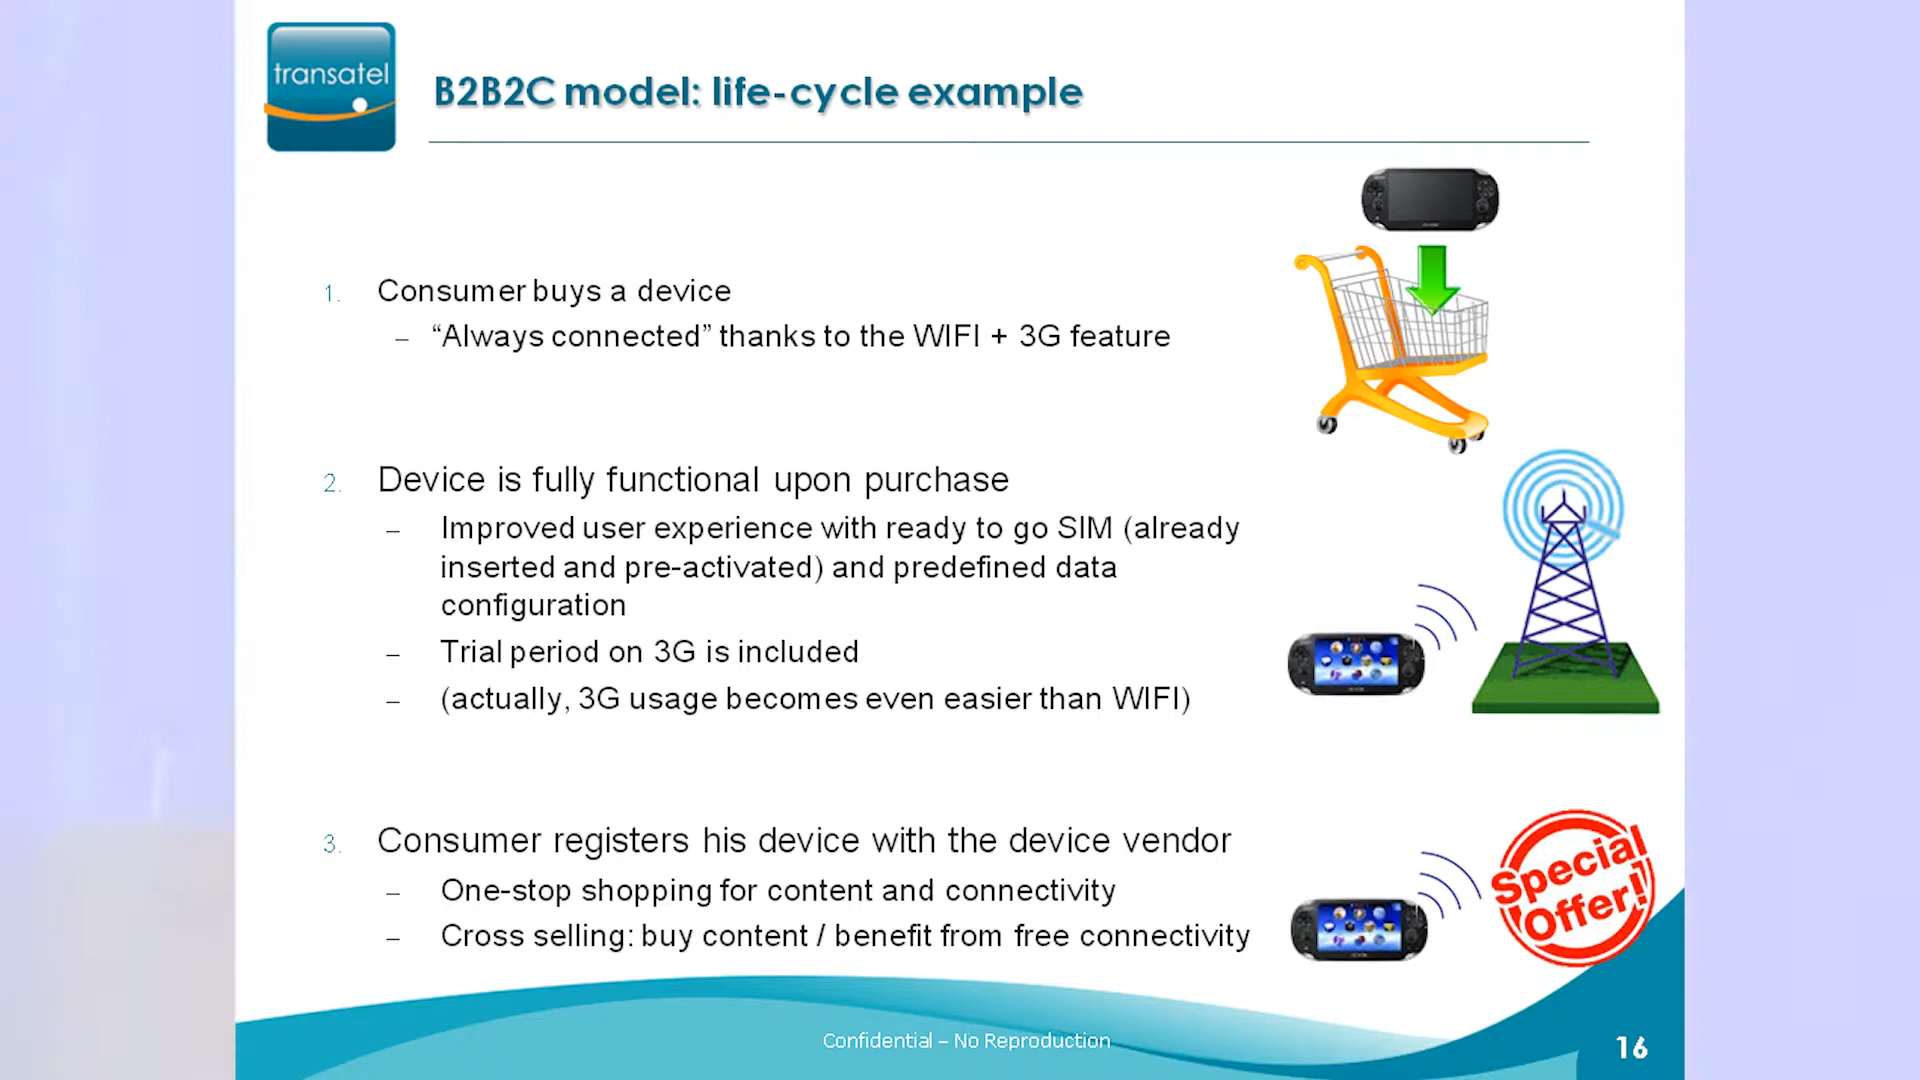 transatel
B2B2C model: life-cycle example
1. Consumer buys a device
– “Always connected” thanks to the WIFI + 3G feature
2. Device is fully functional upon purchase
– Improved user experience with ready to go SIM (already
inserted and pre-activated) and predefined data
configuration
– Trial period on 3G is included
– (actually, 3G usage becomes even easier than WIFI)
3. Consumer registers his device with the device vendor
– One-stop shopping for content and connectivity
– Cross selling: buy content / benefit from free connectivity
Special
Offer!
Confidential – No Reproduction
16